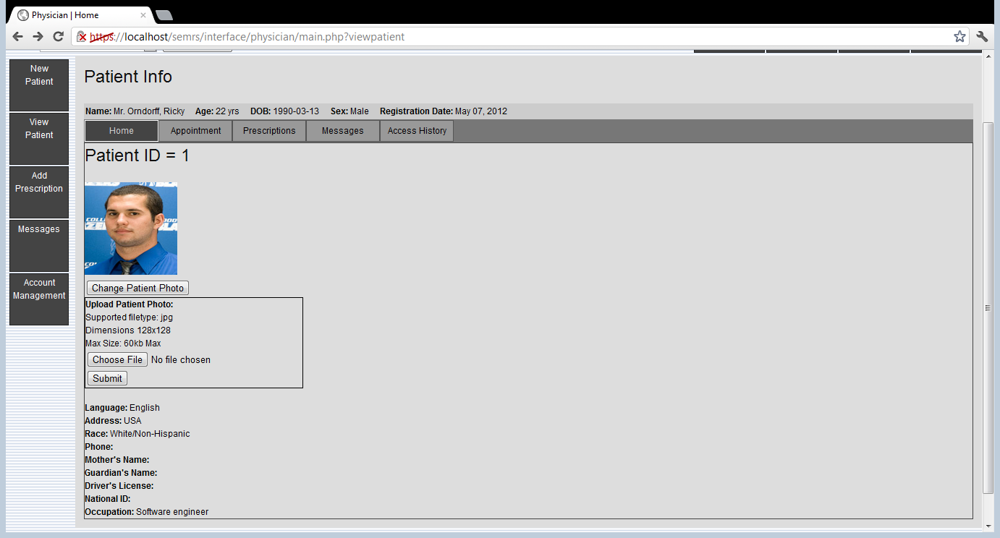 Physician | Home
https://localhost/semrs/interface/physician/main.php?viewpatient
New
Patient
View
Patient
Add
Prescription
Messages
Account
Management
Patient Info
Name: Mr. Orndorff, Ricky Age: 22 yrs DOB: 1990-03-13 Sex: Male Registration Date: May 07, 2012
Home Appointment Prescriptions Messages Access History
Patient ID = 1
Change Patient Photo
Upload Patient Photo:
Supported filetype: jpg
Dimensions 128x128
Max Size: 60kb Max
Choose File No file chosen
Submit
Language: English
Address: USA
Race: White/Non-Hispanic
Phone:
Mother's Name:
Guardian's Name:
Driver's License:
National ID:
Occupation: Software engineer